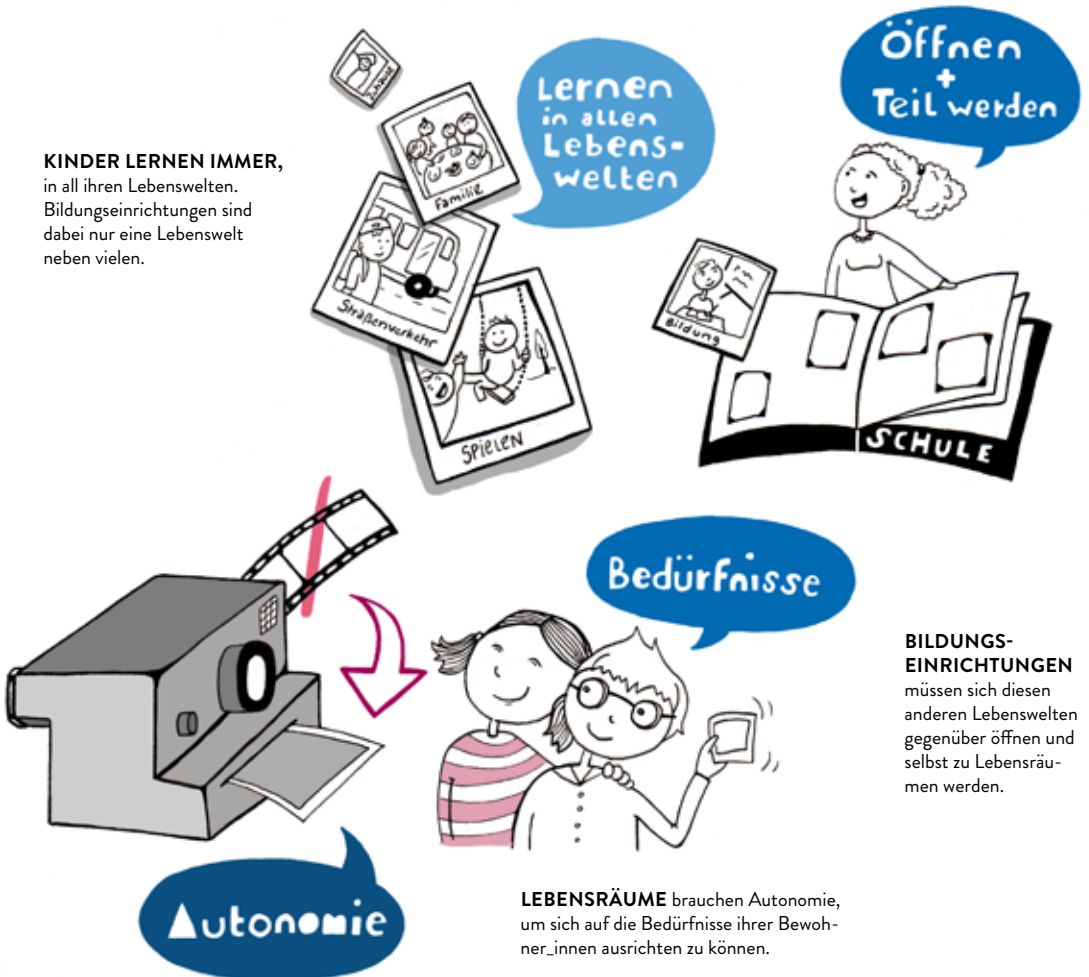 KINDER LERNEN IMMER,
in all ihren Lebenswelten.
Bildungseinrichtungen sind
dabei nur eine Lebenswelt
neben vielen.
Zuhause
Familie
Straßenverkehr
SPIELEN
Lernen
in allen
Lebens-
welten
Öffnen
+
Teil werden
Bildung
SCHULE
Bedürfnisse
BILDUNGS-
EINRICHTUNGEN
müssen sich diesen
anderen Lebenswelten
gegenüber öffnen und
selbst zu Lebensräu-
men werden.
Autonomie
LEBENSRÄUME brauchen Autonomie,
um sich auf die Bedürfnisse ihrer Bewoh-
ner_innen ausrichten zu können.